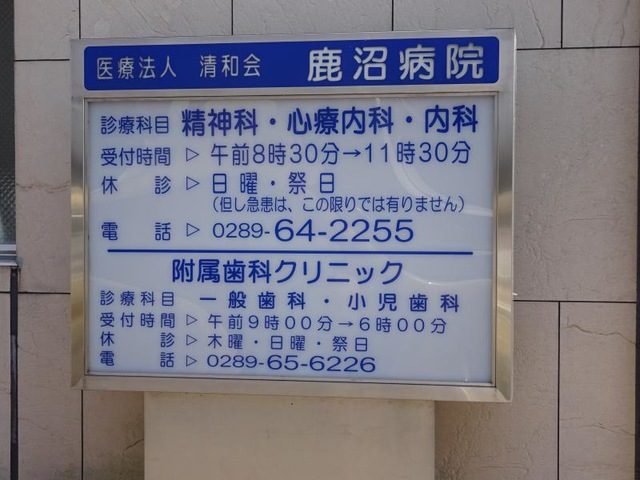 医療法人 清和会 鹿沼病院
診療科目 精神科・心療内科・内科
受付時間 ▷ 午前8時30分→11時30分
休診 ▷ 日曜・祭日
(但し急患は、この限りでは有りません)
電話 ▷ 0289-64-2255
附属歯科クリニック
診療科目 一般歯科・小児歯科
受付時間 ▷ 午前9時00分→6時00分
休診 ▷ 木曜・日曜・祭日
電話 ▷ 0289-65-6226